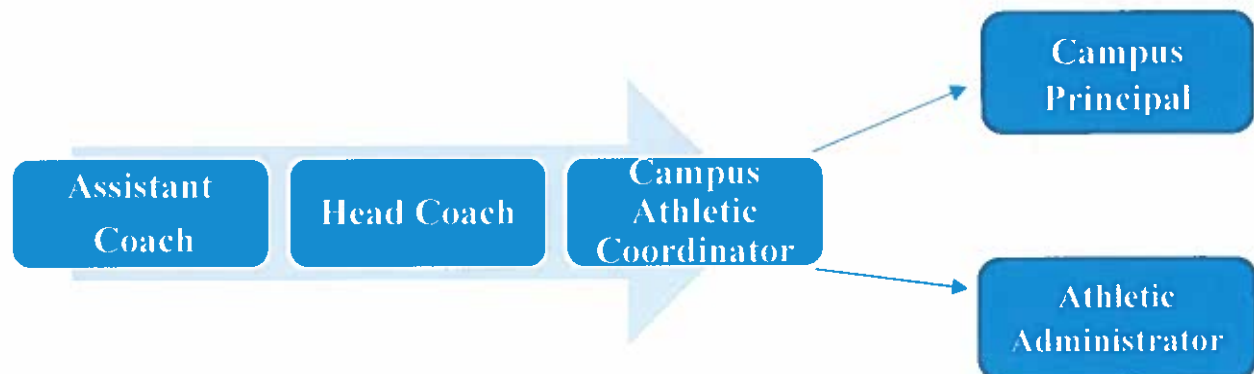 Assistant
Coach
Head Coach
Campus
Athletic
Coordinator
Campus
Principal
Athletic
Administrator